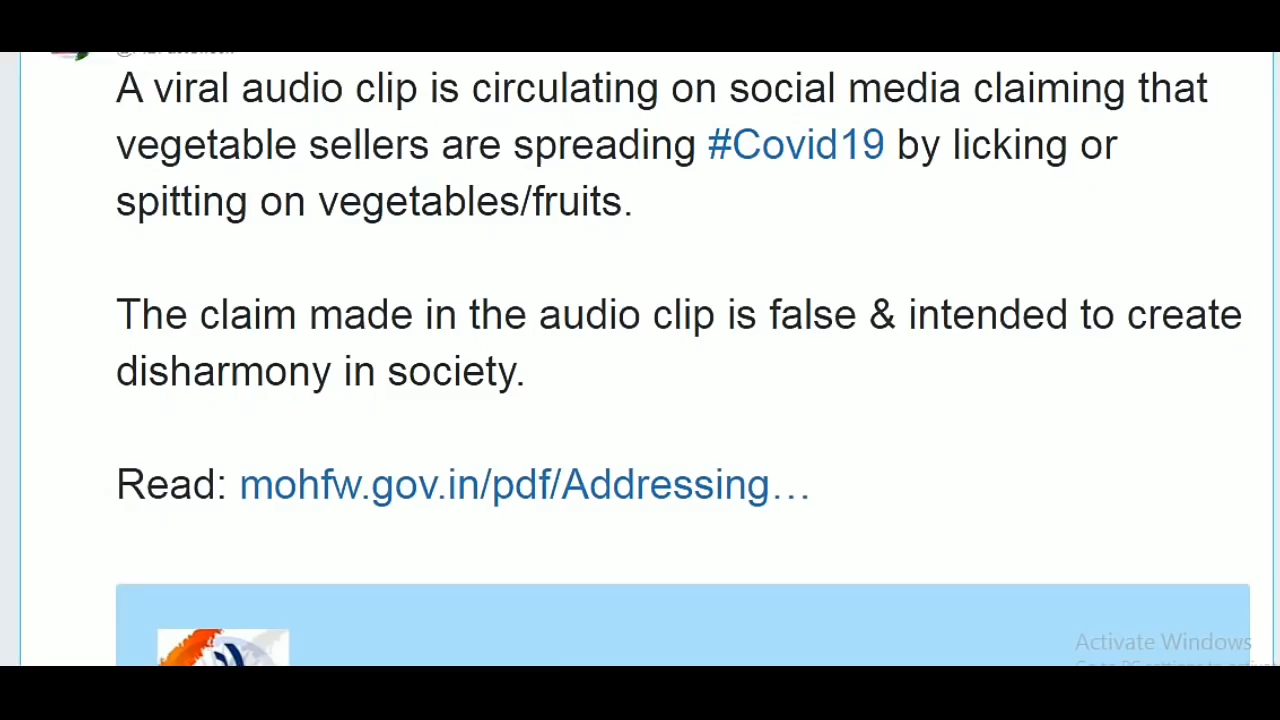 A viral audio clip is circulating on social media claiming that
vegetable sellers are spreading #Covid19 by licking or
spitting on vegetables/fruits.
The claim made in the audio clip is false & intended to create
disharmony in society.
Read: mohfw.gov.in/pdf/Addressing…
Activate Windows